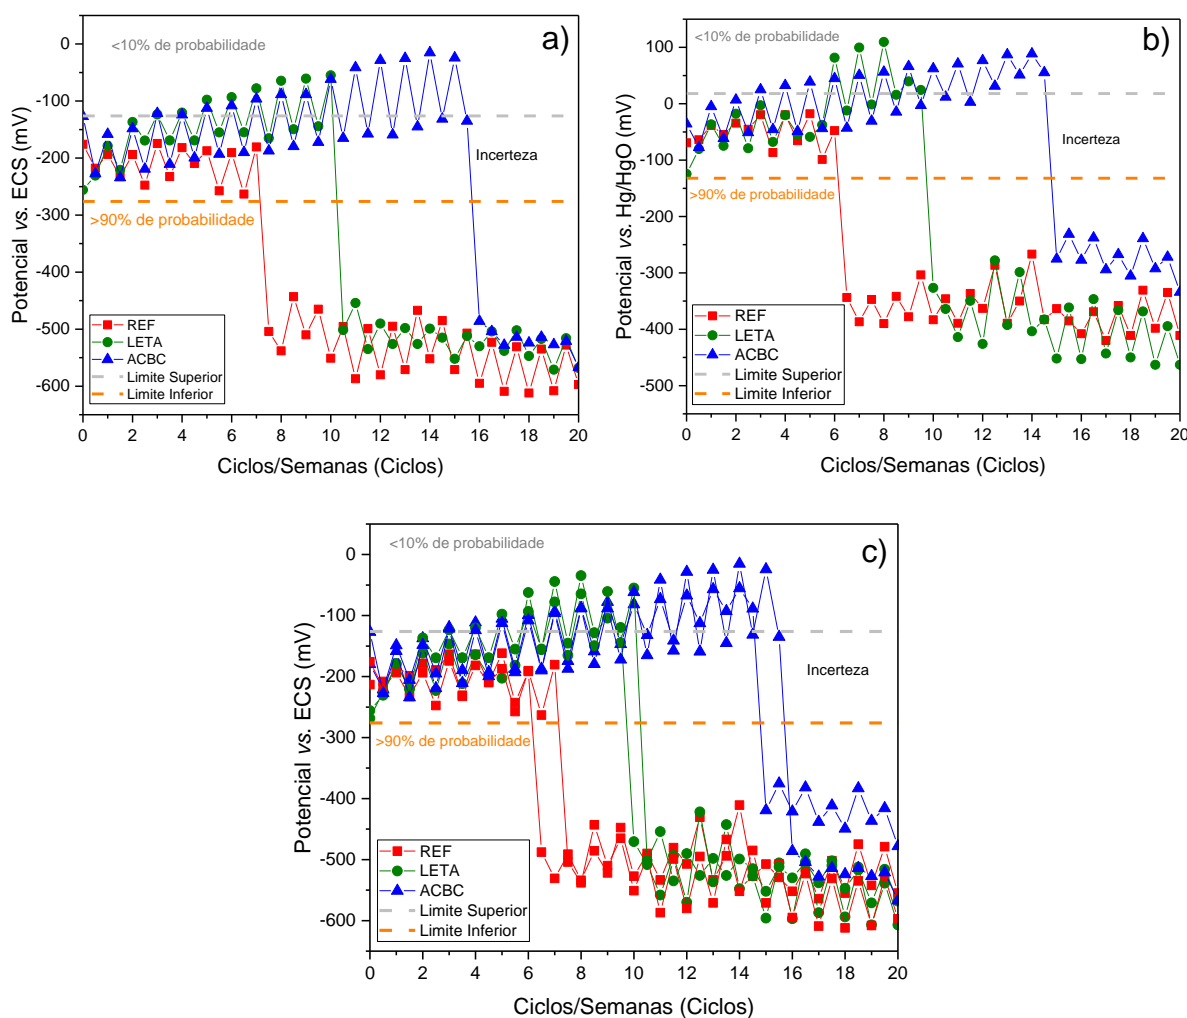 a)
<10% de probabilidade
Incerteza
>90% de probabilidade
REF
LETA
ACBC
Limite Superior
Limite Inferior
Potencial vs. ECS (mV)
0
-100
-200
-300
-400
-500
-600
0 2 4 6 8 10 12 14 16 18 20
Ciclos/Semanas (Ciclos)
b)
<10% de probabilidade
Incerteza
>90% de probabilidade
REF
LETA
ACBC
Limite Superior
Limite Inferior
Potencial vs. Hg/HgO (mV)
100
0
-100
-200
-300
-400
-500
0 2 4 6 8 10 12 14 16 18 20
Ciclos/Semanas (Ciclos)
c)
<10% de probabilidade
Incerteza
>90% de probabilidade
REF
LETA
ACBC
Limite Superior
Limite Inferior
Potencial vs. ECS (mV)
0
-100
-200
-300
-400
-500
-600
0 2 4 6 8 10 12 14 16 18 20
Ciclos/Semanas (Ciclos)